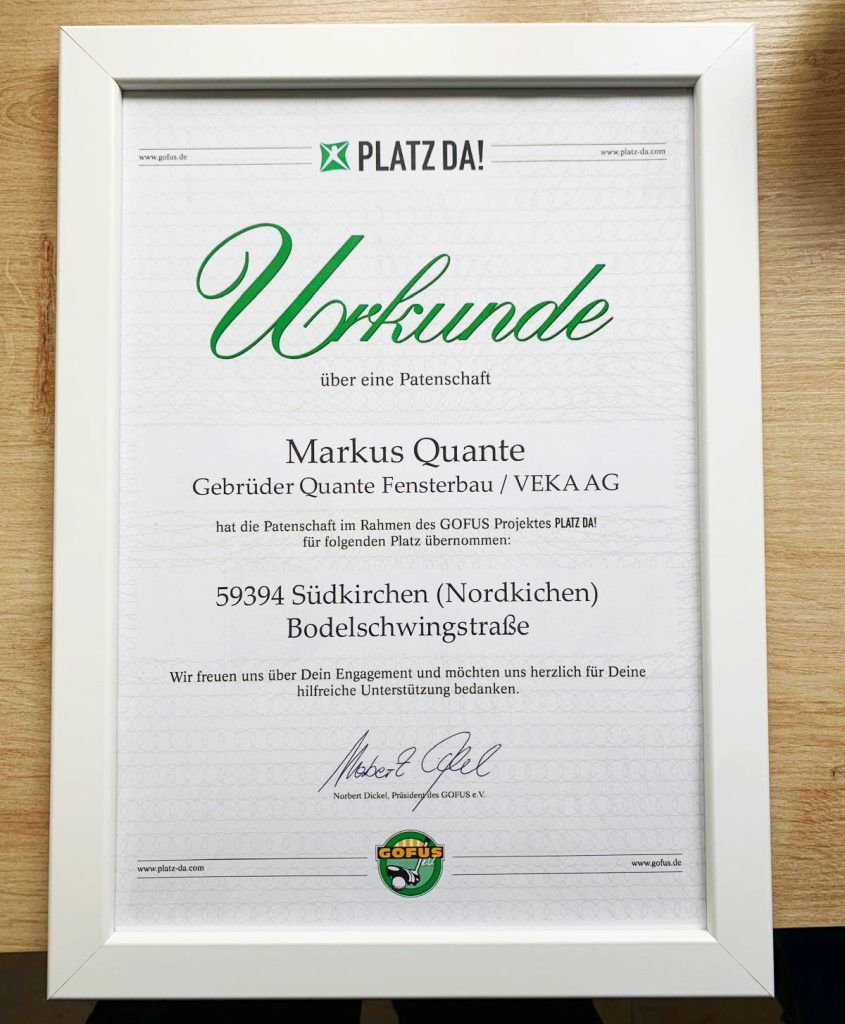 www.gofus.de
PLATZ DA!
www.platz-da.com
Urkunde
über eine Patenschaft
Markus Quante
Gebrüder Quante Fensterbau / VEKA AG
hat die Patenschaft im Rahmen des GOFUS Projektes PLATZ DA!
für folgenden Platz übernommen:
59394 Südkirchen (Nordkichen)
Bodelschwingstraße
Wir freuen uns über Dein Engagement und möchten uns herzlich für Deine
hilfreiche Unterstützung bedanken.
Norbert Dickel
Norbert Dickel, Präsident des GOFUS e.V.
GOFUS
e.V.
www.platz-da.com
www.gofus.de